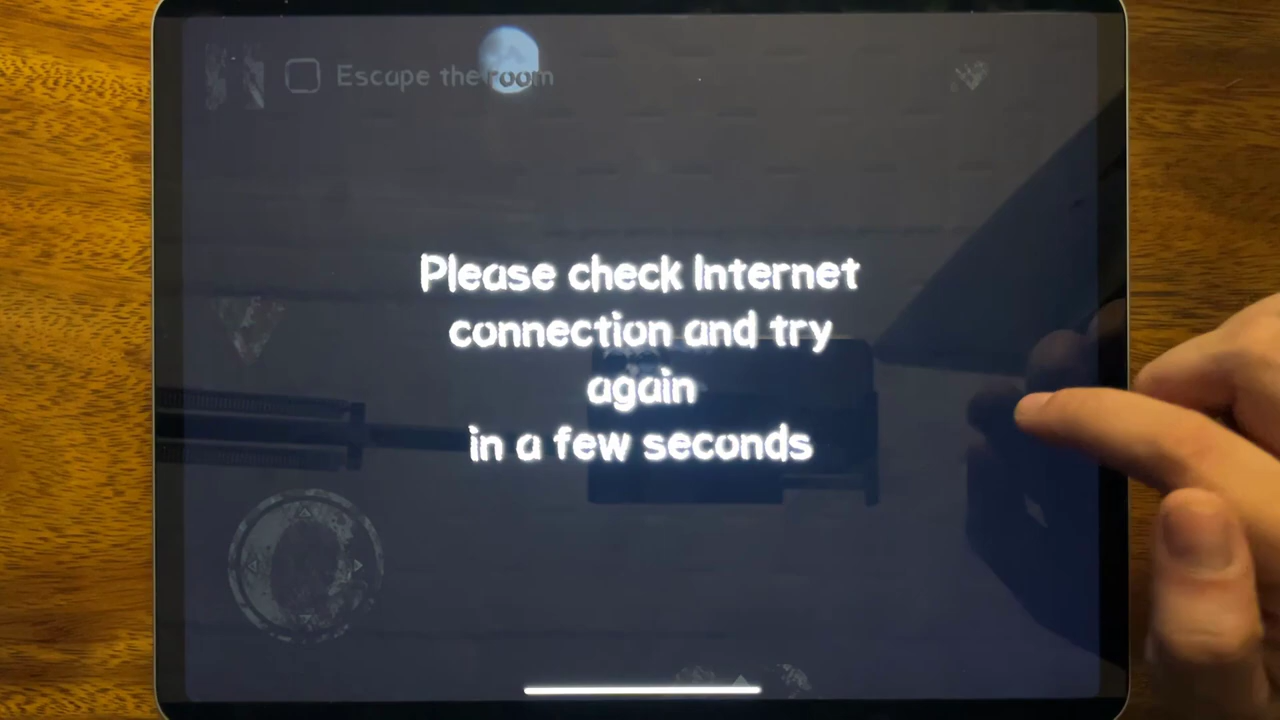 Escape the room
Please check Internet
connection and try
again
in a few seconds